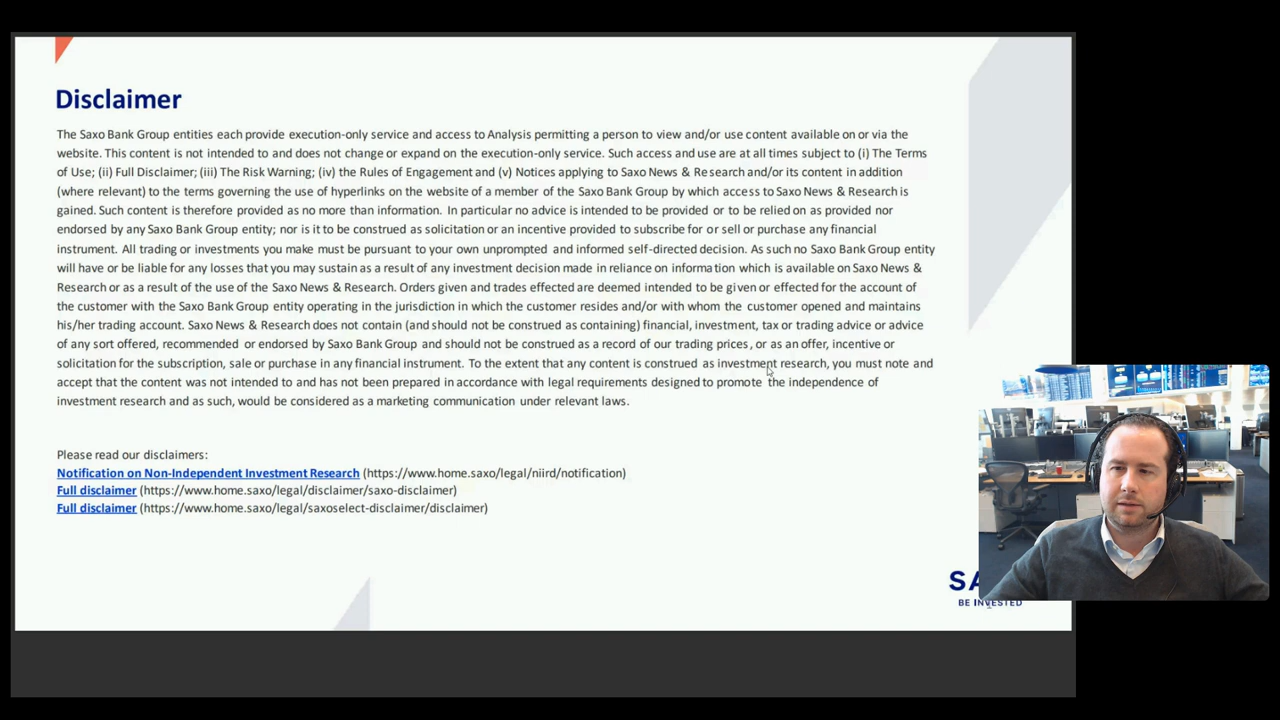 Disclaimer
The Saxo Bank Group entities each provide execution-only service and access to Analysis permitting a person to view and/or use content available on or via the
website. This content is not intended to and does not change or expand on the execution-only service. Such access and use are at all times subject to (i) The Terms
of Use; (ii) Full Disclaimer; (iii) The Risk Warning; (iv) the Rules of Engagement and (v) Notices applying to Saxo News & Research and/or its content in addition
(where relevant) to the terms governing the use of hyperlinks on the website of a member of the Saxo Bank Group by which access to Saxo News & Research is
gained. Such content is therefore provided as no more than information. In particular no advice is intended to be provided or to be relied on as provided nor
endorsed by any Saxo Bank Group entity; nor is it to be construed as solicitation or an incentive provided to subscribe for or sell or purchase any financial
instrument. All trading or investments you make must be pursuant to your own unprompted and informed self-directed decision. As such no Saxo Bank Group entity
will have or be liable for any losses that you may sustain as a result of any investment decision made in reliance on information which is available on Saxo News &
Research or as a result of the use of the Saxo News & Research. Orders given and trades effected are deemed intended to be given or effected for the account of
the customer with the Saxo Bank Group entity operating in the jurisdiction in which the customer resides and/or with whom the customer opened and maintains
his/her trading account. Saxo News & Research does not contain (and should not be construed as containing) financial, investment, tax or trading advice or advice
of any sort offered, recommended or endorsed by Saxo Bank Group and should not be construed as a record of our trading prices, or as an offer, incentive or
solicitation for the subscription, sale or purchase in any financial instrument. To the extent that any content is construed as investment research, you must note and
accept that the content was not intended to and has not been prepared in accordance with legal requirements designed to promote the independence of
investment research and as such, would be considered as a marketing communication under relevant laws.
Please read our disclaimers:
Notification on Non-Independent Investment Research (https://www.home.saxo/legal/niird/notification)
Full disclaimer (https://www.home.saxo/legal/disclaimer/saxo-disclaimer)
Full disclaimer (https://www.home.saxo/legal/saxoselect-disclaimer/disclaimer)
SA
BE INVESTED